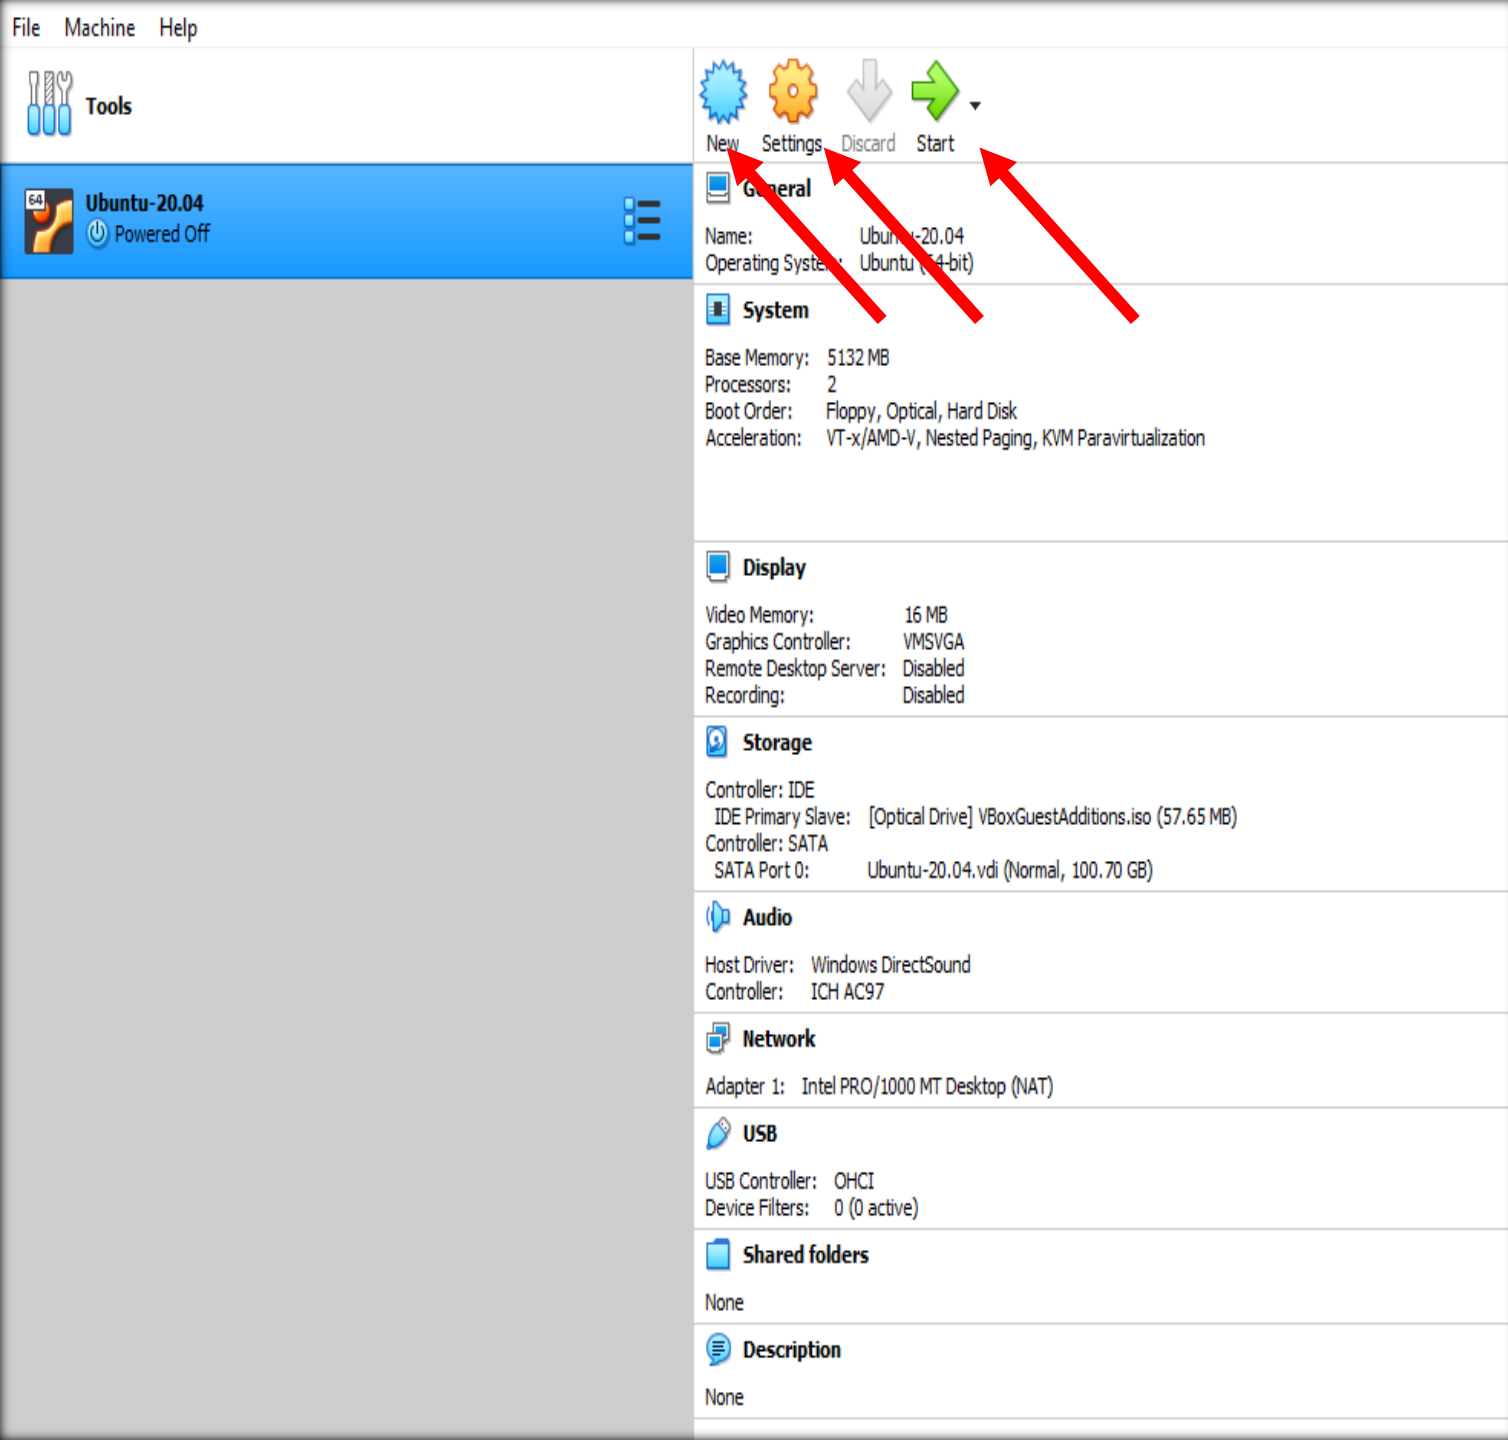 File Machine Help
Tools
New Settings Discard Start
64
Ubuntu-20.04
Powered Off
General
Name: Ubuntu-20.04
Operating System: Ubuntu (64-bit)
System
Base Memory: 5132 MB
Processors: 2
Boot Order: Floppy, Optical, Hard Disk
Acceleration: VT-x/AMD-V, Nested Paging, KVM Paravirtualization
Display
Video Memory: 16 MB
Graphics Controller: VMSVGA
Remote Desktop Server: Disabled
Recording: Disabled
Storage
Controller: IDE
IDE Primary Slave: [Optical Drive] VBoxGuestAdditions.iso (57.65 MB)
Controller: SATA
SATA Port 0: Ubuntu-20.04.vdi (Normal, 100.70 GB)
Audio
Host Driver: Windows DirectSound
Controller: ICH AC97
Network
Adapter 1: Intel PRO/1000 MT Desktop (NAT)
USB
USB Controller: OHCI
Device Filters: 0 (0 active)
Shared folders
None
Description
None